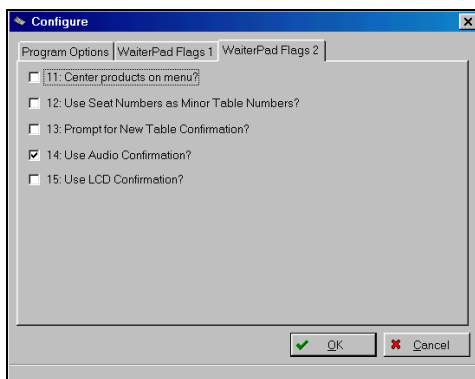 Configure
Program Options WaiterPad Flags 1 WaiterPad Flags 2
11: Center products on menu?
12: Use Seat Numbers as Minor Table Numbers?
13: Prompt for New Table Confirmation?
14: Use Audio Confirmation?
15: Use LCD Confirmation?
OK Cancel